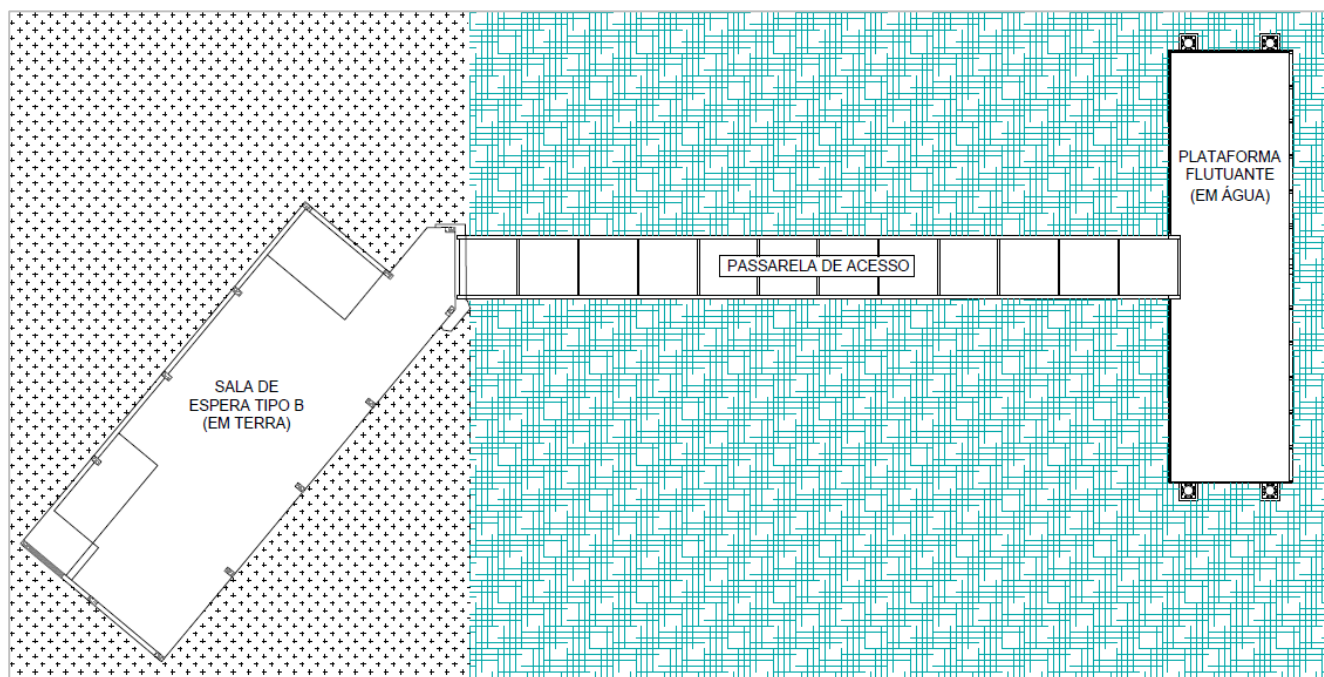 PLATAFORMA
FLUTUANTE
(EM ÁGUA)
PASSARELA DE ACESSO
SALA DE
ESPERA TIPO B
(EM TERRA)